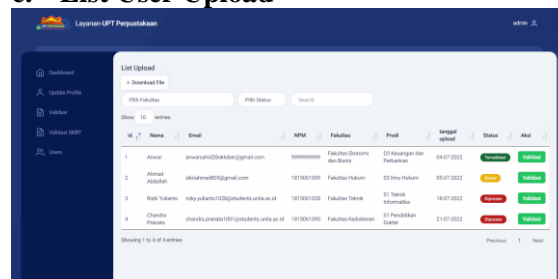 c. List User Upload
Layanan-UPT Perpustakaan
admin
Dashboard
Update Profile
Validasi
Validasi SKBP
Users
List Upload
+ Download File
Pilih Fakultas Pilih Status Search
Show 10 entries
Id Nama Email NPM Fakultas Prodi tanggal upload Status Aksi
1 Anwar 9999999999 Fakultas Ekonomi dan Bisnis D3 Keuangan dan Perbankan 04-07-2022 Validasi
2 Ahmad Abdullah zikriahmad805@gmail.com 1815061009 Fakultas Hukum S3 Ilmu Hukum 05-07-2022 Validasi
3 Rizki Yulianto rizky.yulianto1028@students.unila.ac.id 1815061028 Fakultas Teknik S1 Teknik Informatika 18-07-2022 Diproses Validasi
4 Chandra Pranata chandra.pranata1001@students.unila.ac.id 1815061090 Fakultas Kedokteran S1 Pendidikan Dokter 21-07-2022 Diproses Validasi
Showing 1 to 4 of 4 entries
Previous 1 Next